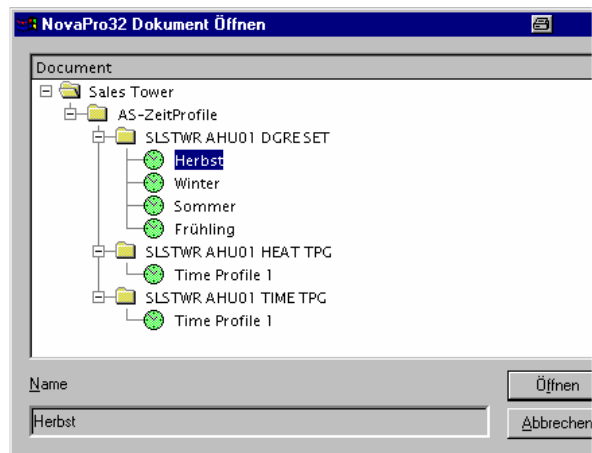 NovaPro32 Dokument Öffnen
Document
Sales Tower
AS-ZeitProfile
SLSTWR AHU01 DGRESET
Herbst
Winter
Sommer
Frühling
SLSTWR AHU01 HEAT TPG
Time Profile 1
SLSTWR AHU01 TIME TPG
Time Profile 1
Name
Öffnen
Herbst
Abbrechen